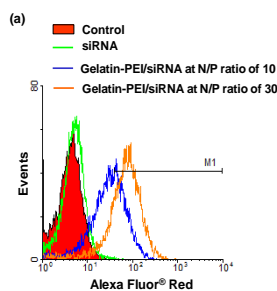 (a)
Control
siRNA
Gelatin-PEI/siRNA at N/P ratio of 10
Gelatin-PEI/siRNA at N/P ratio of 30
80
Events
M1
0
10⁰ 10¹ 10² 10³ 10⁴
Alexa Fluor® Red